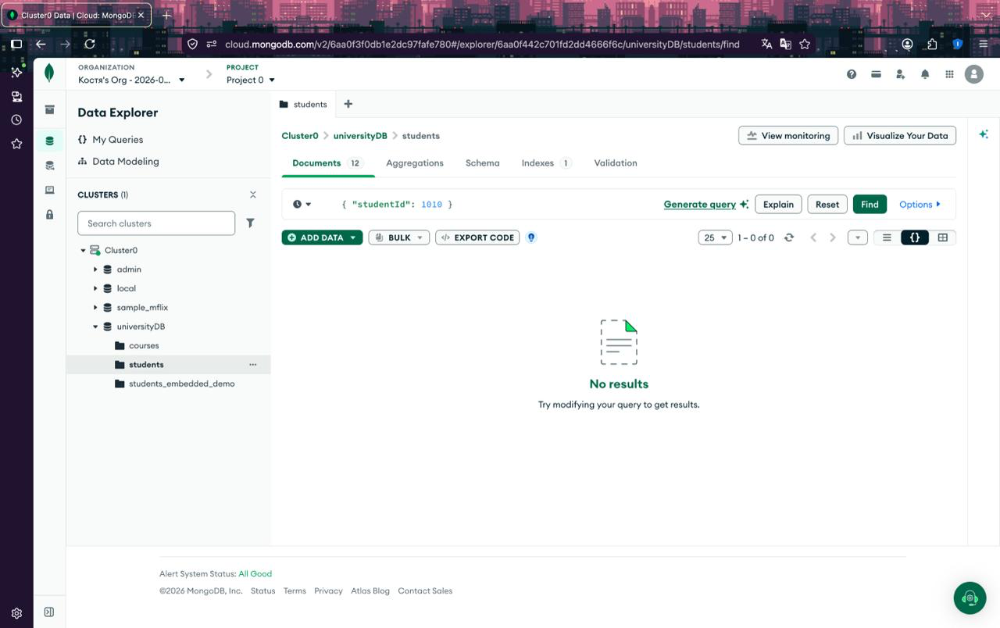 Cluster0 Data | Cloud: MongoDB
cloud.mongodb.com/v2/6aa0f3f0db1e2dc97fafe780#/explorer/6aa0f442c701fd2dd4666f6c/universityDB/students/find
ORGANIZATION
Костя's Org - 2026-0...
PROJECT
Project 0
Data Explorer
My Queries
Data Modeling
CLUSTERS (1)
Search clusters
Cluster0
admin
local
sample_mflix
universityDB
courses
students
students_embedded_demo
students
Cluster0 > universityDB > students
View monitoring
Visualize Your Data
Documents 12
Aggregations
Schema
Indexes 1
Validation
{ "studentId": 1010 }
Generate query
Explain
Reset
Find
Options
ADD DATA
BULK
EXPORT CODE
25
1 – 0 of 0
No results
Try modifying your query to get results.
Alert System Status: All Good
©2026 MongoDB, Inc. Status Terms Privacy Atlas Blog Contact Sales